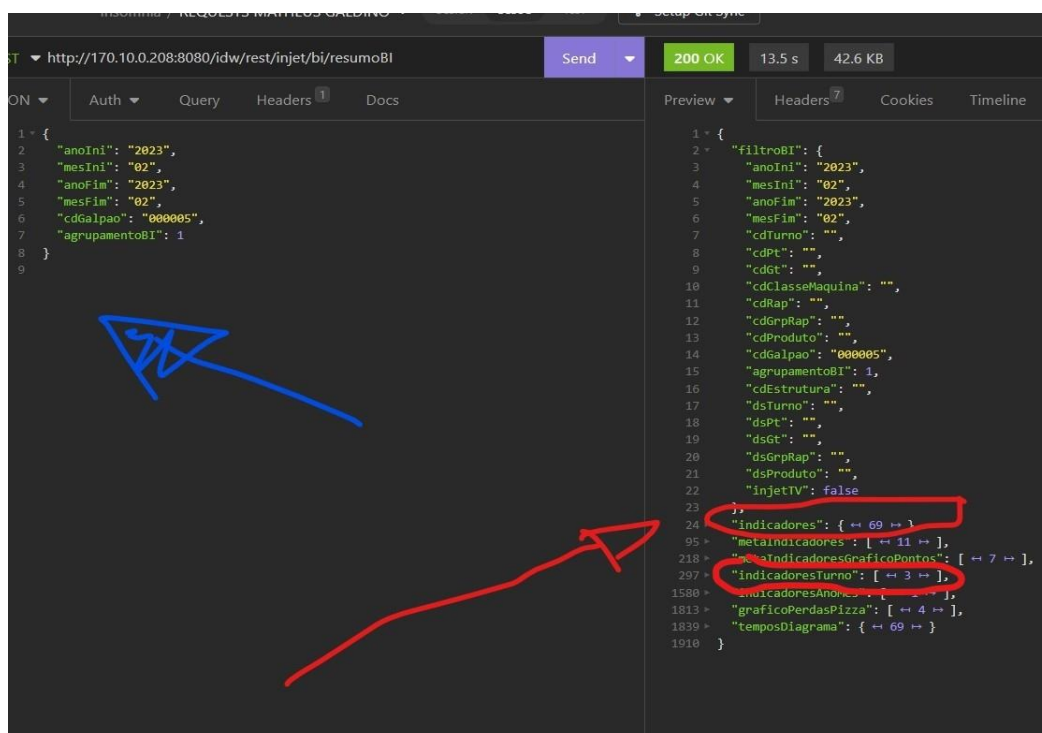 Insomnia / REQUESTS MATHEUS GALDINO
Setup Git Sync
ST http://170.10.0.208:8080/idw/rest/injet/bi/resumoBI Send 200 OK 13.5 s 42.6 KB
ON Auth Query Headers 1 Docs Preview Headers 7 Cookies Timeline
1 {
2 "anoIni": "2023",
3 "mesIni": "02",
4 "anoFim": "2023",
5 "mesFim": "02",
6 "cdGalpao": "000005",
7 "agrupamentoBI": 1
8 }
9
1 {
2 "filtroBI": {
3 "anoIni": "2023",
4 "mesIni": "02",
5 "anoFim": "2023",
6 "mesFim": "02",
7 "cdTurno": "",
8 "cdPt": "",
9 "cdGt": "",
10 "cdClasseMaquina": "",
11 "cdRap": "",
12 "cdGrpRap": "",
13 "cdProduto": "",
14 "cdGalpao": "000005",
15 "agrupamentoBI": 1,
16 "cdEstrutura": "",
17 "dsTurno": "",
18 "dsPt": "",
19 "dsGt": "",
20 "dsGrpRap": "",
21 "dsProduto": "",
22 "injetTV": false
23 },
24 "indicadores": { ↤ 69 ↦ }
95 "metaIndicadores": [ ↤ 11 ↦ ],
218 "metaIndicadoresGraficoPontos": [ ↤ 7 ↦ ],
297 "indicadoresTurno": [ ↤ 3 ↦ ],
1580 "indicadoresAnoMes": [ ↤ 1 ↦ ],
1813 "graficoPerdasPizza": [ ↤ 4 ↦ ],
1839 "temposDiagrama": { ↤ 69 ↦ }
1910 }